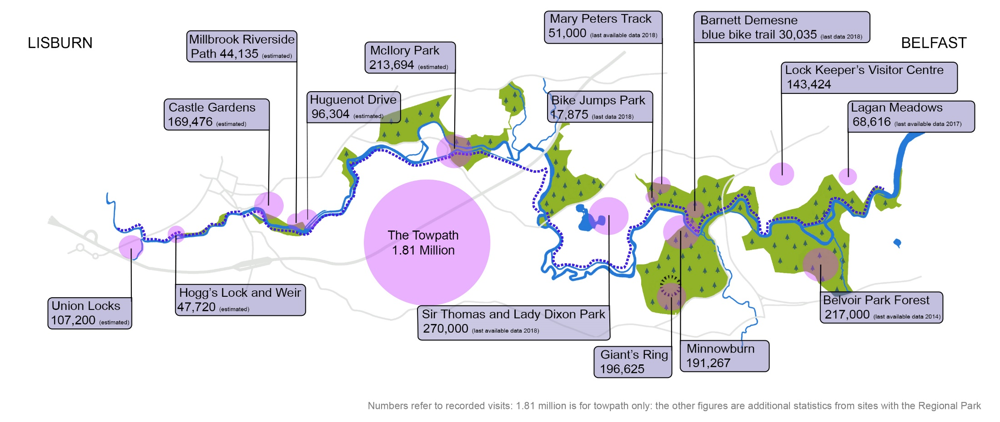 LISBURN
BELFAST
Millbrook Riverside
Path 44,135 (estimated)
McIlory Park
213,694 (estimated)
Mary Peters Track
51,000 (last available data 2018)
Barnett Demesne
blue bike trail 30,035 (last data 2018)
Lock Keeper's Visitor Centre
143,424
Castle Gardens
169,476 (estimated)
Huguenot Drive
96,304 (estimated)
Bike Jumps Park
17,875 (last data 2018)
Lagan Meadows
68,616 (last available data 2017)
The Towpath
1.81 Million
Union Locks
107,200 (estimated)
Hogg's Lock and Weir
47,720 (estimated)
Sir Thomas and Lady Dixon Park
270,000 (last available data 2018)
Giant's Ring
196,625
Minnowburn
191,267
Belvoir Park Forest
217,000 (last available data 2014)
Numbers refer to recorded visits: 1.81 million is for towpath only: the other figures are additional statistics from sites with the Regional Park